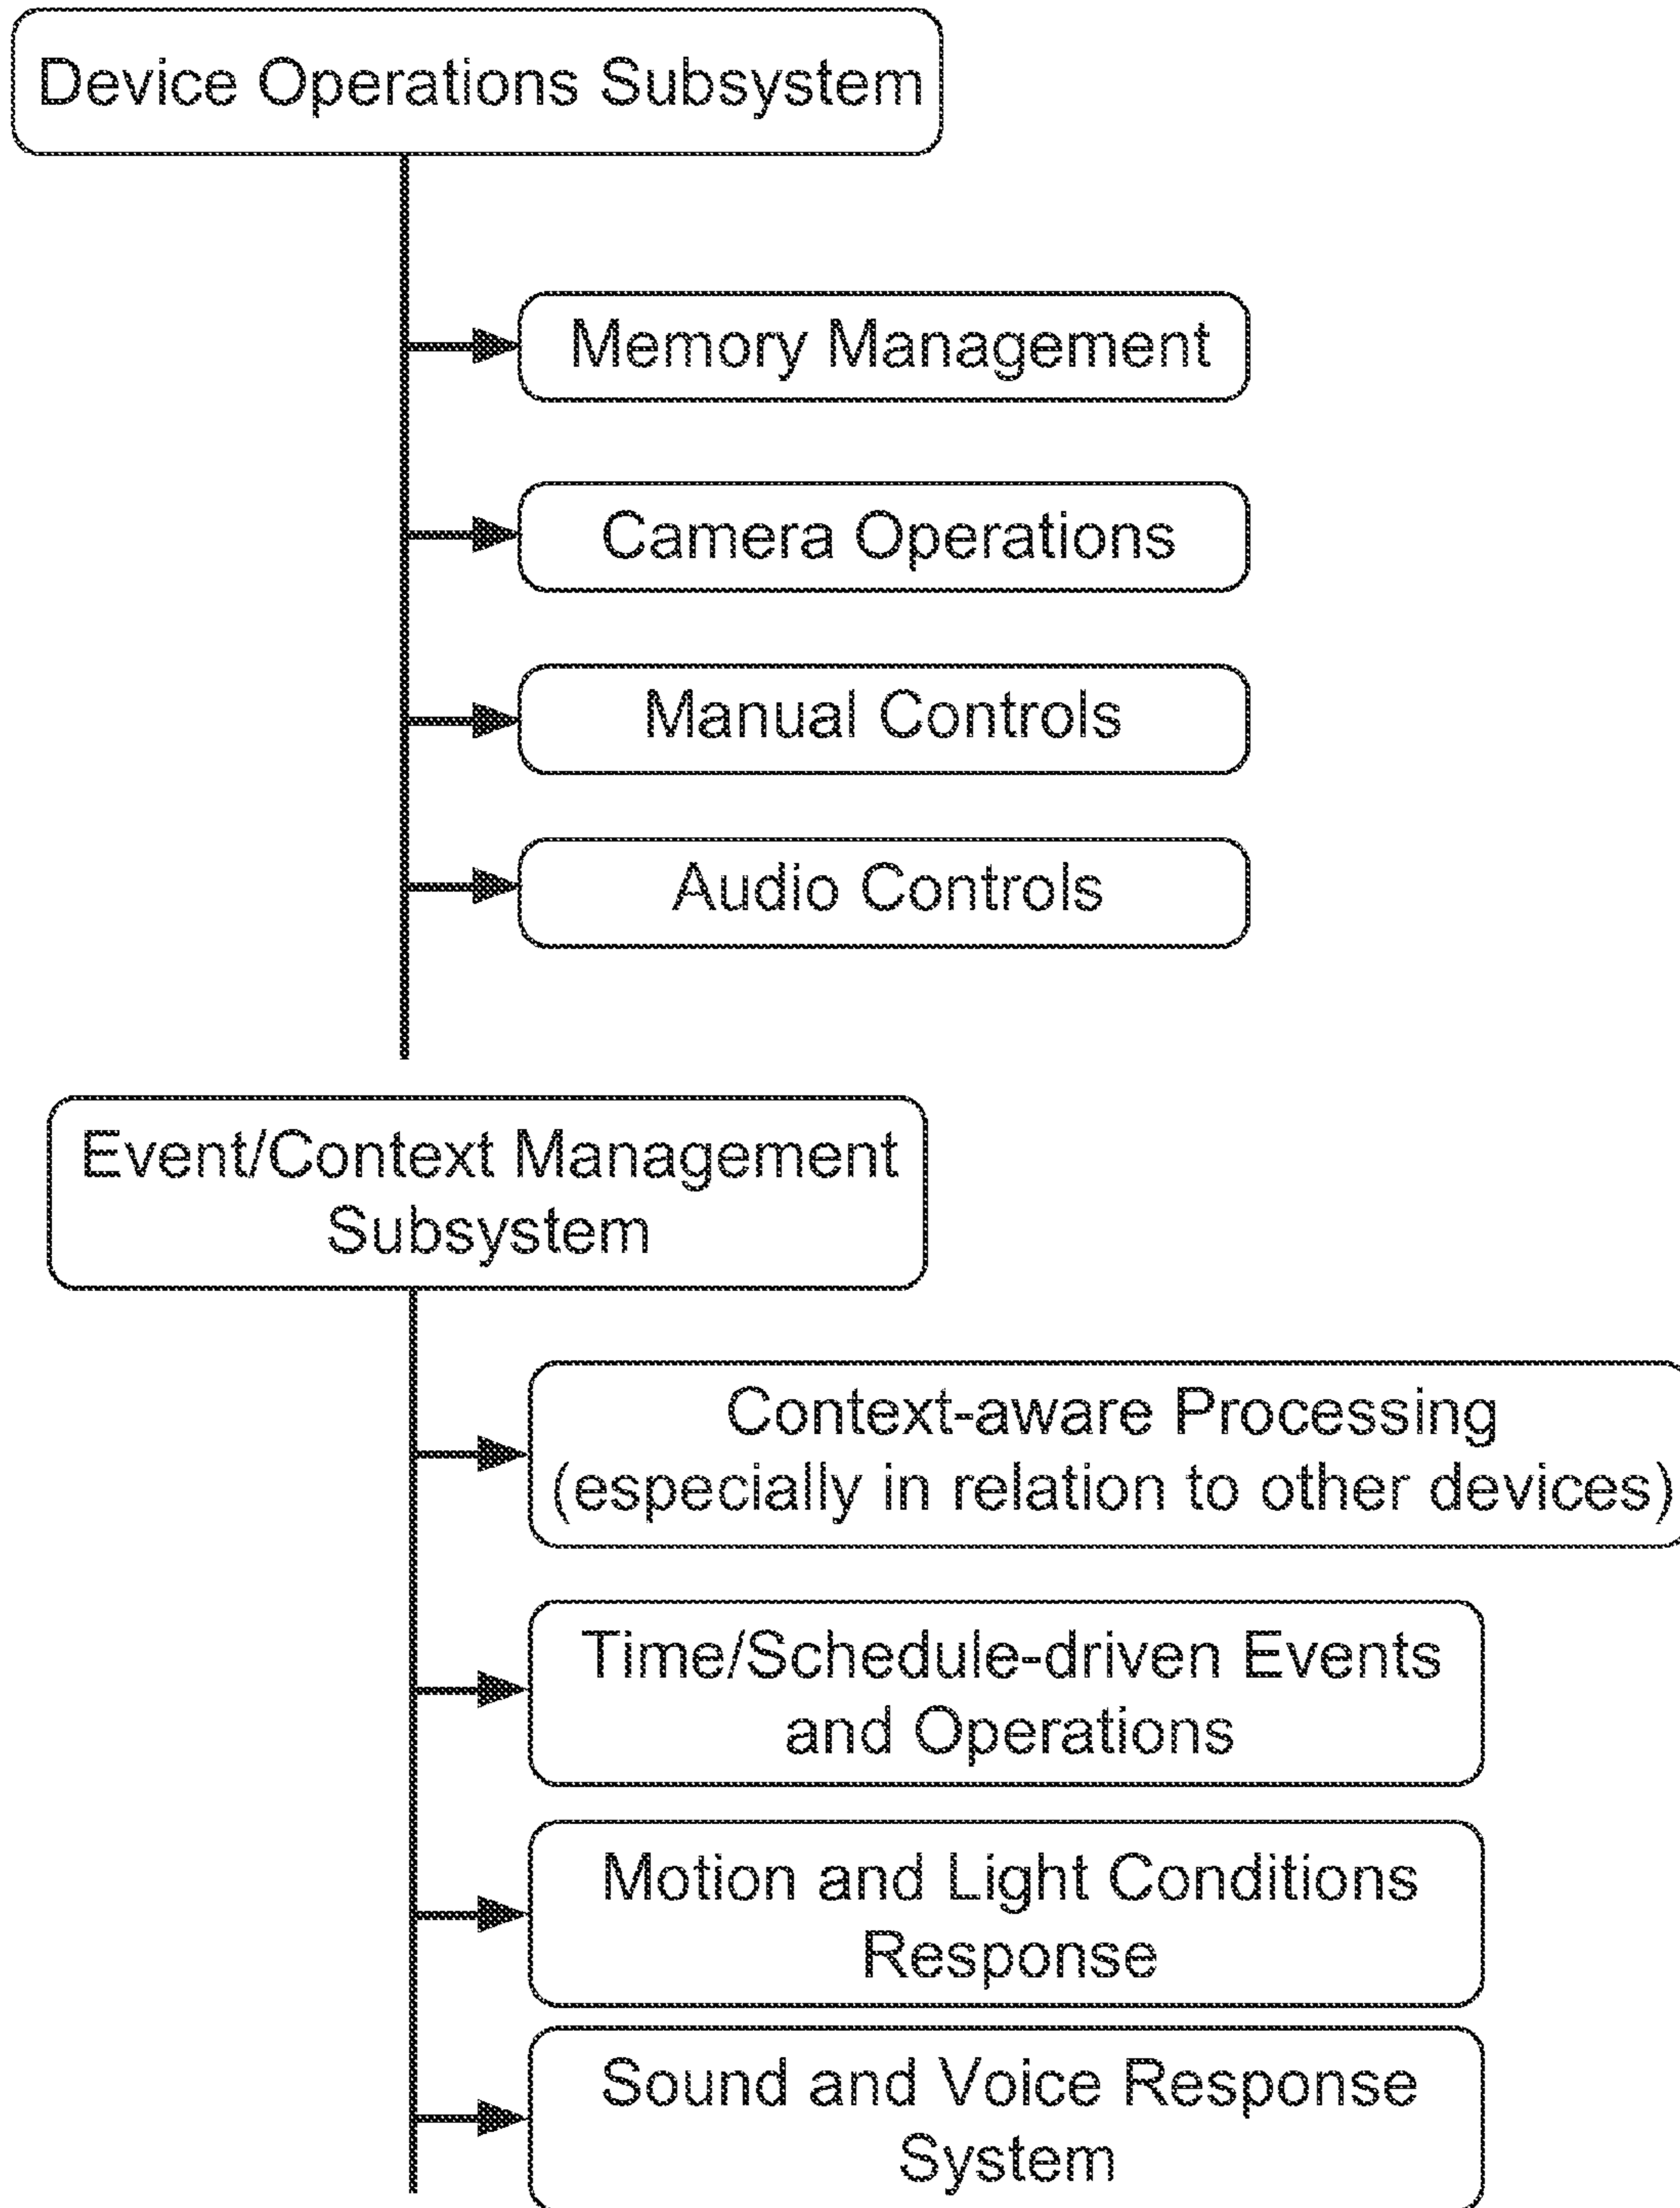 Device Operations Subsystem
Memory Management
Camera Operations
Manual Controls
Audio Controls
Event/Context Management
Subsystem
Context-aware Processing
(especially in relation to other devices)
Time/Schedule-driven Events
and Operations
Motion and Light Conditions
Response
Sound and Voice Response
System